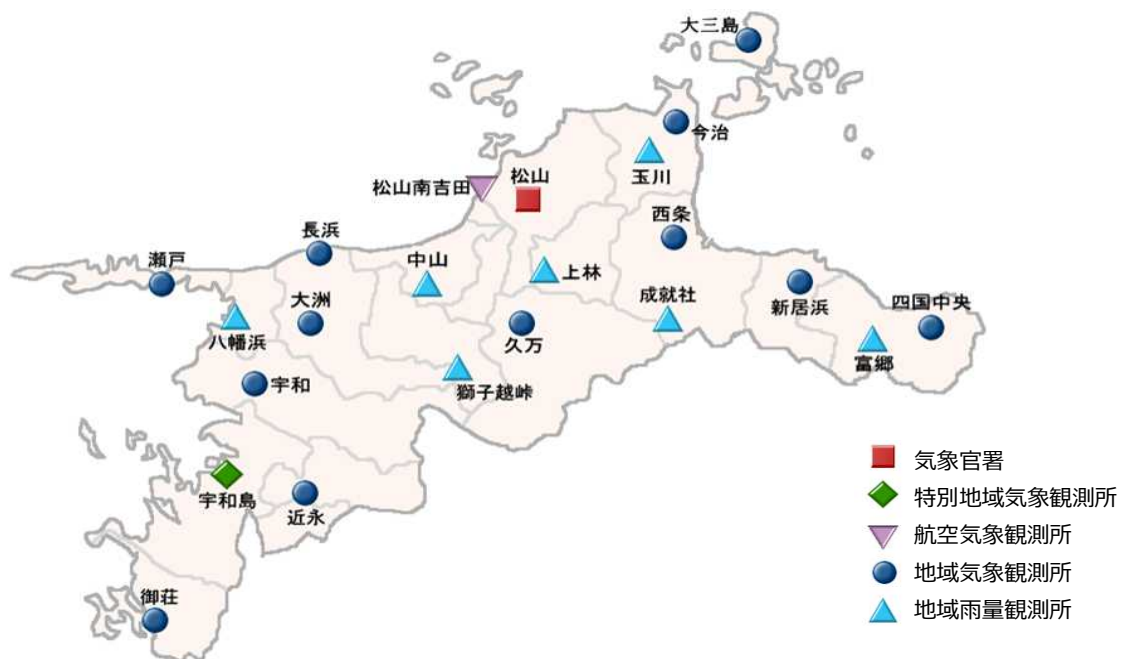 大三島
今治
玉川
松山
松山南吉田
西条
長浜
中山
瀬戸
上林
大洲
成就社
新居浜
四国中央
八幡浜
久万
富郷
宇和
獅子越峠
宇和島
近永
御荘
気象官署
特別地域気象観測所
航空気象観測所
地域気象観測所
地域雨量観測所